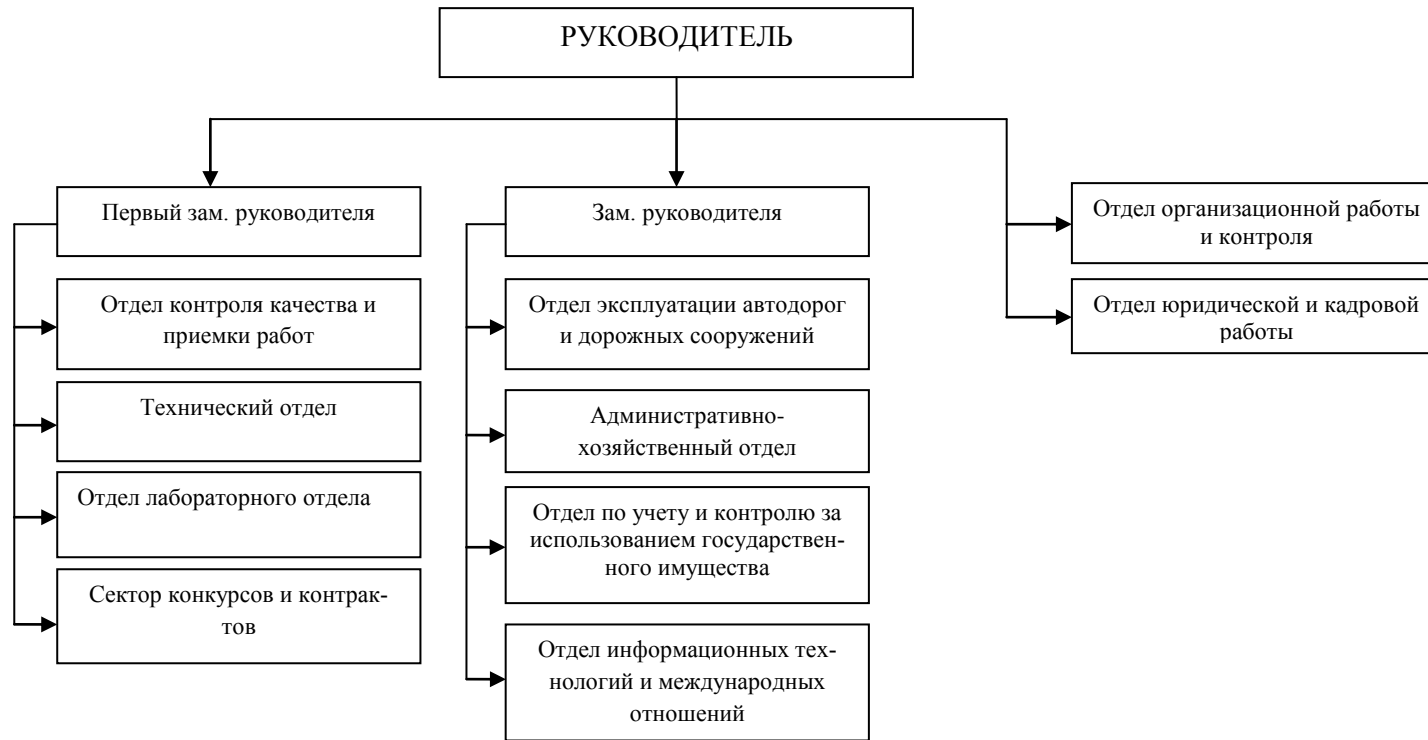 РУКОВОДИТЕЛЬ
Первый зам. руководителя
Отдел контроля качества и
приемки работ
Технический отдел
Отдел лабораторного отдела
Сектор конкурсов и контрак-
тов
Зам. руководителя
Отдел эксплуатации автодорог
и дорожных сооружений
Административно-
хозяйственный отдел
Отдел по учету и контролю за
использованием государствен-
ного имущества
Отдел информационных тех-
нологий и международных
отношений
Отдел организационной работы
и контроля
Отдел юридической и кадровой
работы